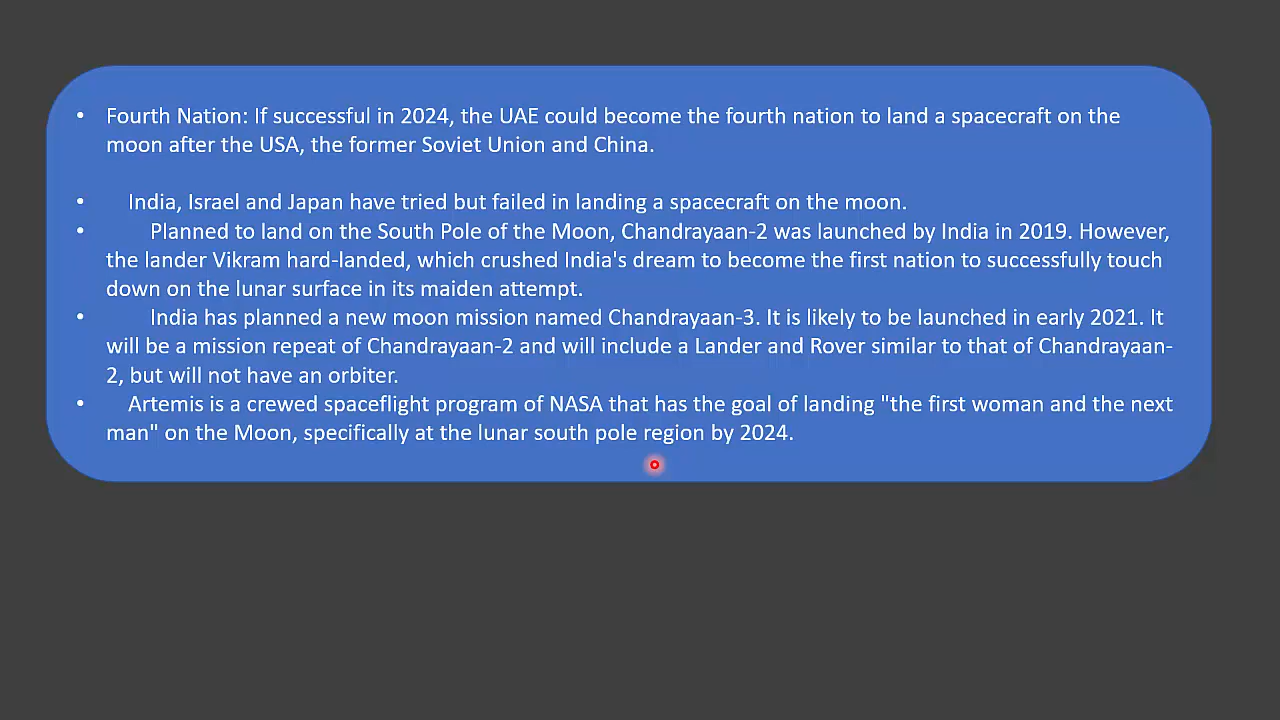 • Fourth Nation: If successful in 2024, the UAE could become the fourth nation to land a spacecraft on the
moon after the USA, the former Soviet Union and China.
• India, Israel and Japan have tried but failed in landing a spacecraft on the moon.
• Planned to land on the South Pole of the Moon, Chandrayaan-2 was launched by India in 2019. However,
the lander Vikram hard-landed, which crushed India's dream to become the first nation to successfully touch
down on the lunar surface in its maiden attempt.
• India has planned a new moon mission named Chandrayaan-3. It is likely to be launched in early 2021. It
will be a mission repeat of Chandrayaan-2 and will include a Lander and Rover similar to that of Chandrayaan-
2, but will not have an orbiter.
• Artemis is a crewed spaceflight program of NASA that has the goal of landing "the first woman and the next
man" on the Moon, specifically at the lunar south pole region by 2024.